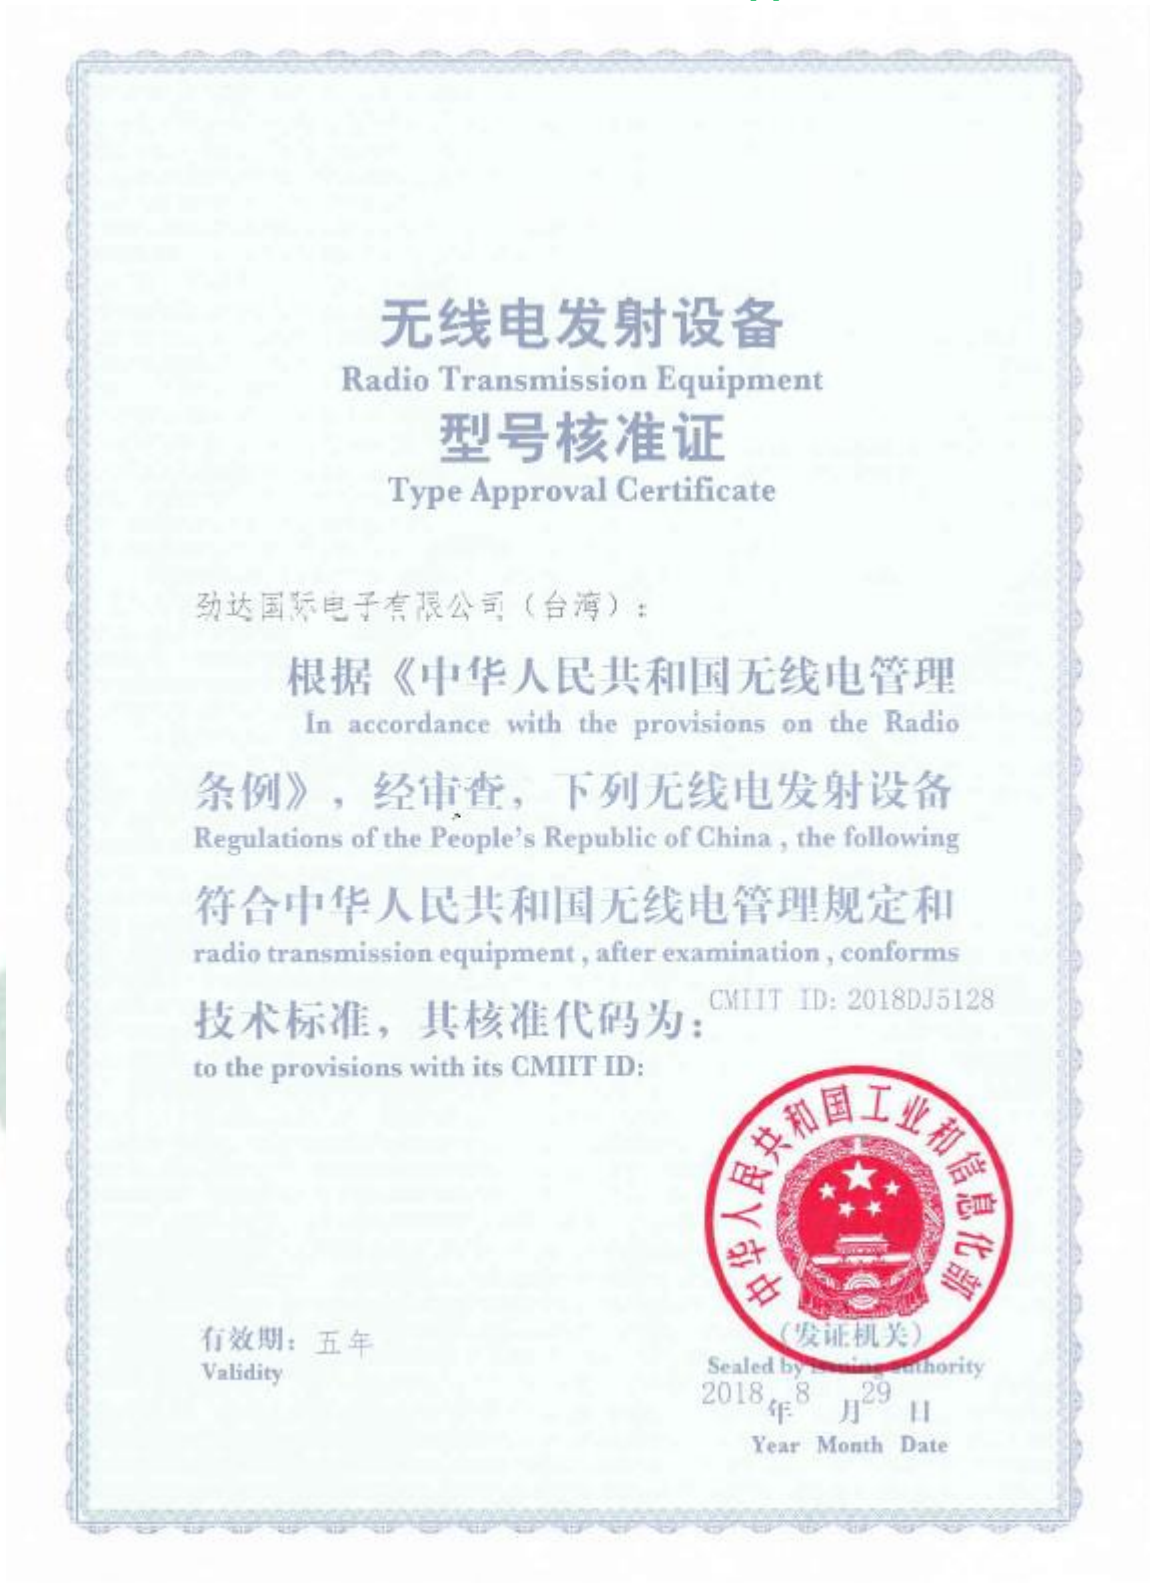 无线电发射设备
Radio Transmission Equipment
型号核准证
Type Approval Certificate
劲达国际电子有限公司（台湾）：
根据《中华人民共和国无线电管理
In accordance with the provisions on the Radio
条例》，经审查，下列无线电发射设备
Regulations of the People's Republic of China , the following
符合中华人民共和国无线电管理规定和
radio transmission equipment , after examination , conforms
技术标准，其核准代码为：CMIIT ID: 2018DJ5128
to the provisions with its CMIIT ID:
中华人民共和国工业和信息化部
有效期：五年
Validity
（发证机关）
Sealed by issuing authority
2018年8月29日
Year Month Date